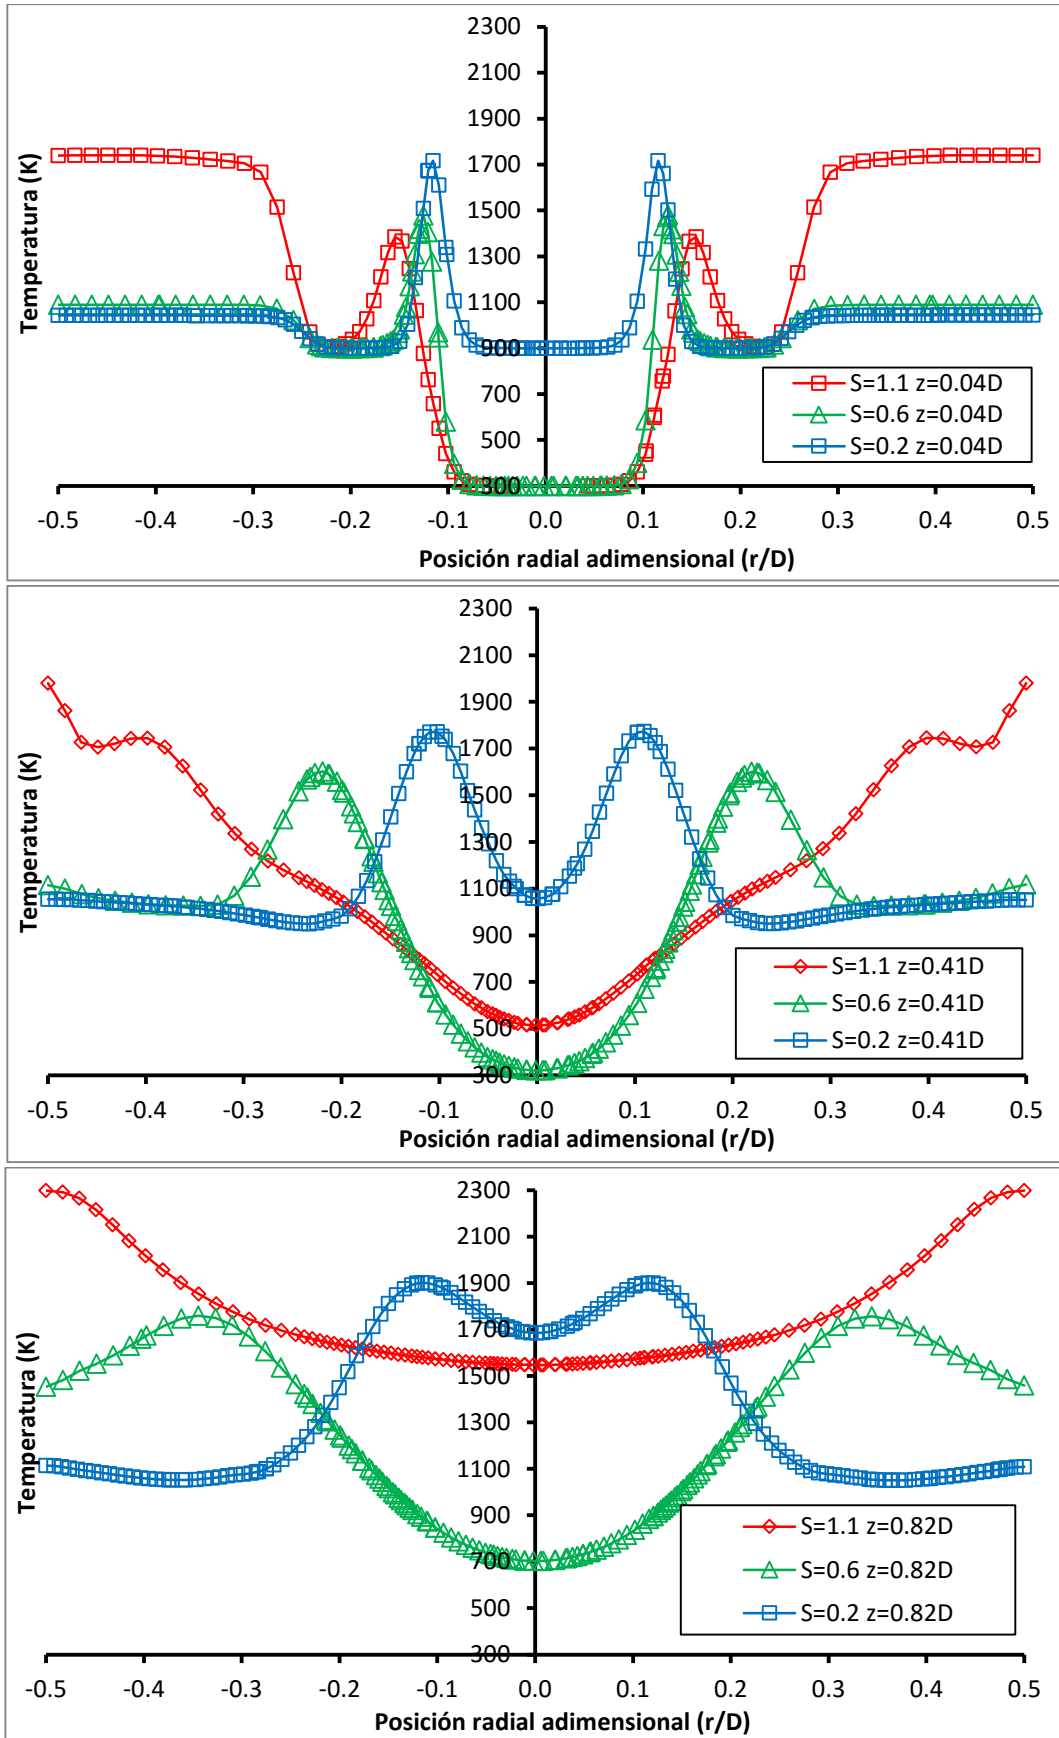 2300
2100
1900
1700
1500
1300
1100
900
700
500
300
Temperatura (K)
S=1.1 z=0.04D
S=0.6 z=0.04D
S=0.2 z=0.04D
-0.5 -0.4 -0.3 -0.2 -0.1 0.0 0.1 0.2 0.3 0.4 0.5
Posición radial adimensional (r/D)
2300
2100
1900
1700
1500
1300
1100
900
700
500
300
Temperatura (K)
S=1.1 z=0.41D
S=0.6 z=0.41D
S=0.2 z=0.41D
-0.5 -0.4 -0.3 -0.2 -0.1 0.0 0.1 0.2 0.3 0.4 0.5
Posición radial adimensional (r/D)
2300
2100
1900
1700
1500
1300
1100
900
700
500
300
Temperatura (K)
S=1.1 z=0.82D
S=0.6 z=0.82D
S=0.2 z=0.82D
-0.5 -0.4 -0.3 -0.2 -0.1 0.0 0.1 0.2 0.3 0.4 0.5
Posición radial adimensional (r/D)